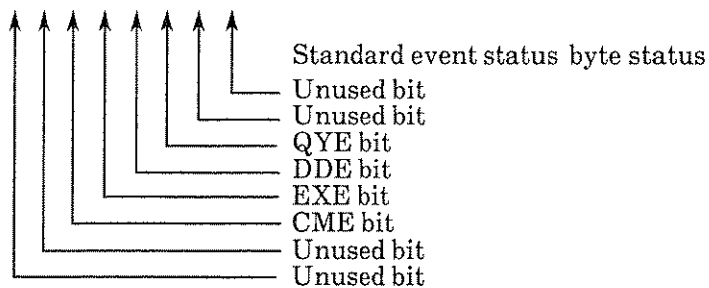 Standard event status byte status
Unused bit
Unused bit
QYE bit
DDE bit
EXE bit
CME bit
Unused bit
Unused bit